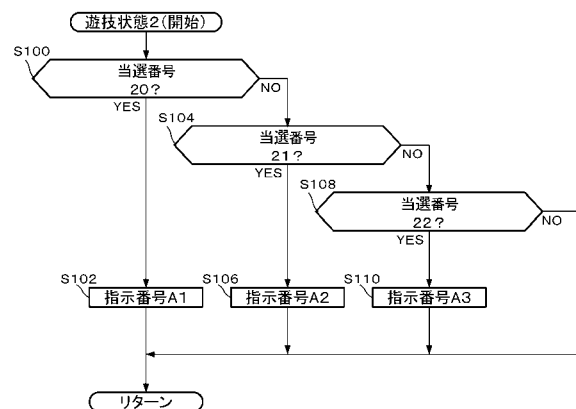 遊技状態2(開始)
S100
当選番号
20?
NO
YES
S104
当選番号
21?
NO
YES
S108
当選番号
22?
NO
YES
S102
指示番号A1
S106
指示番号A2
S110
指示番号A3
リターン